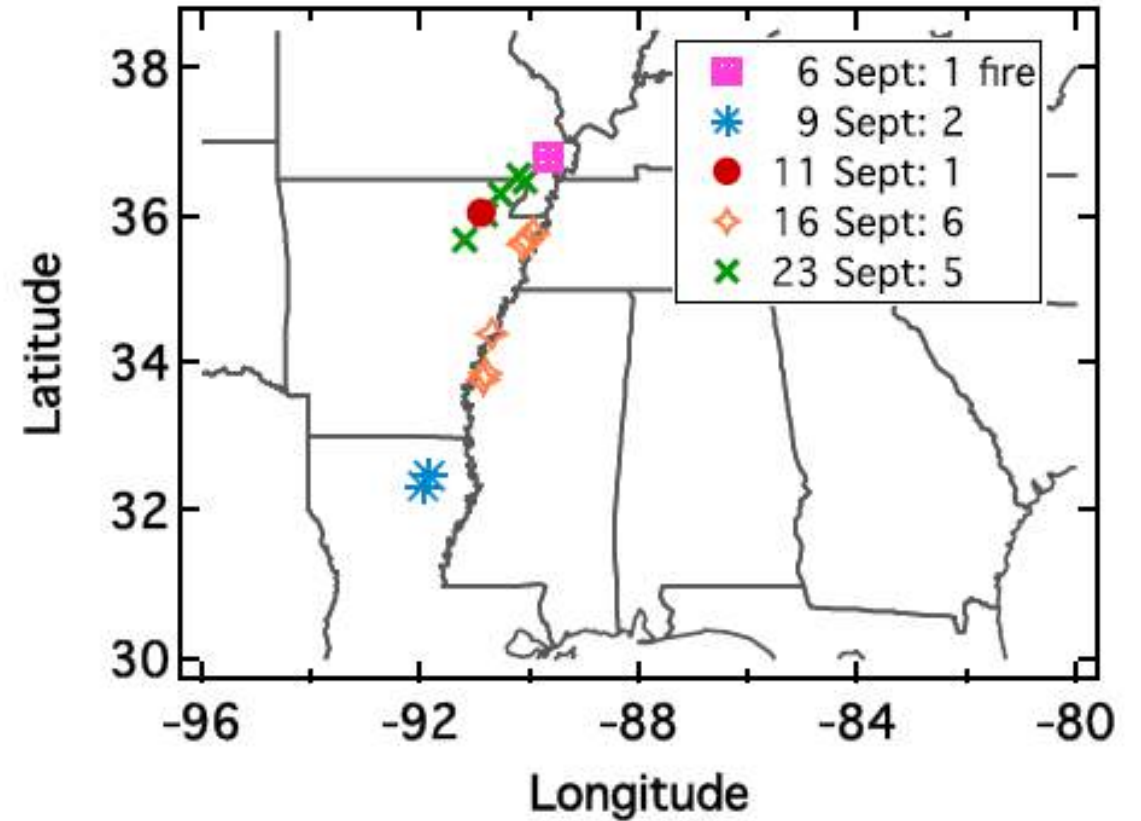 38
36
34
32
30
Latitude
-96 -92 -88 -84 -80
Longitude
6 Sept: 1 fire
9 Sept: 2
11 Sept: 1
16 Sept: 6
23 Sept: 5